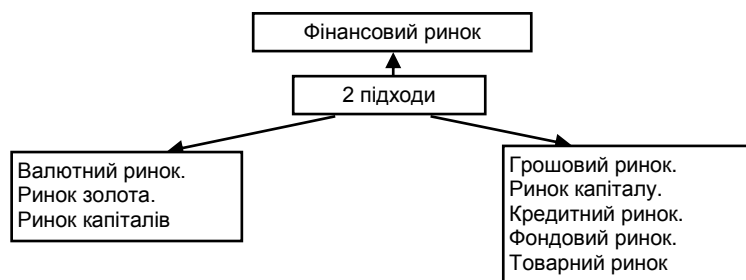 Фінансовий ринок
2 підходи
Валютний ринок.
Ринок золота.
Ринок капіталів
Грошовий ринок.
Ринок капіталу.
Кредитний ринок.
Фондовий ринок.
Товарний ринок